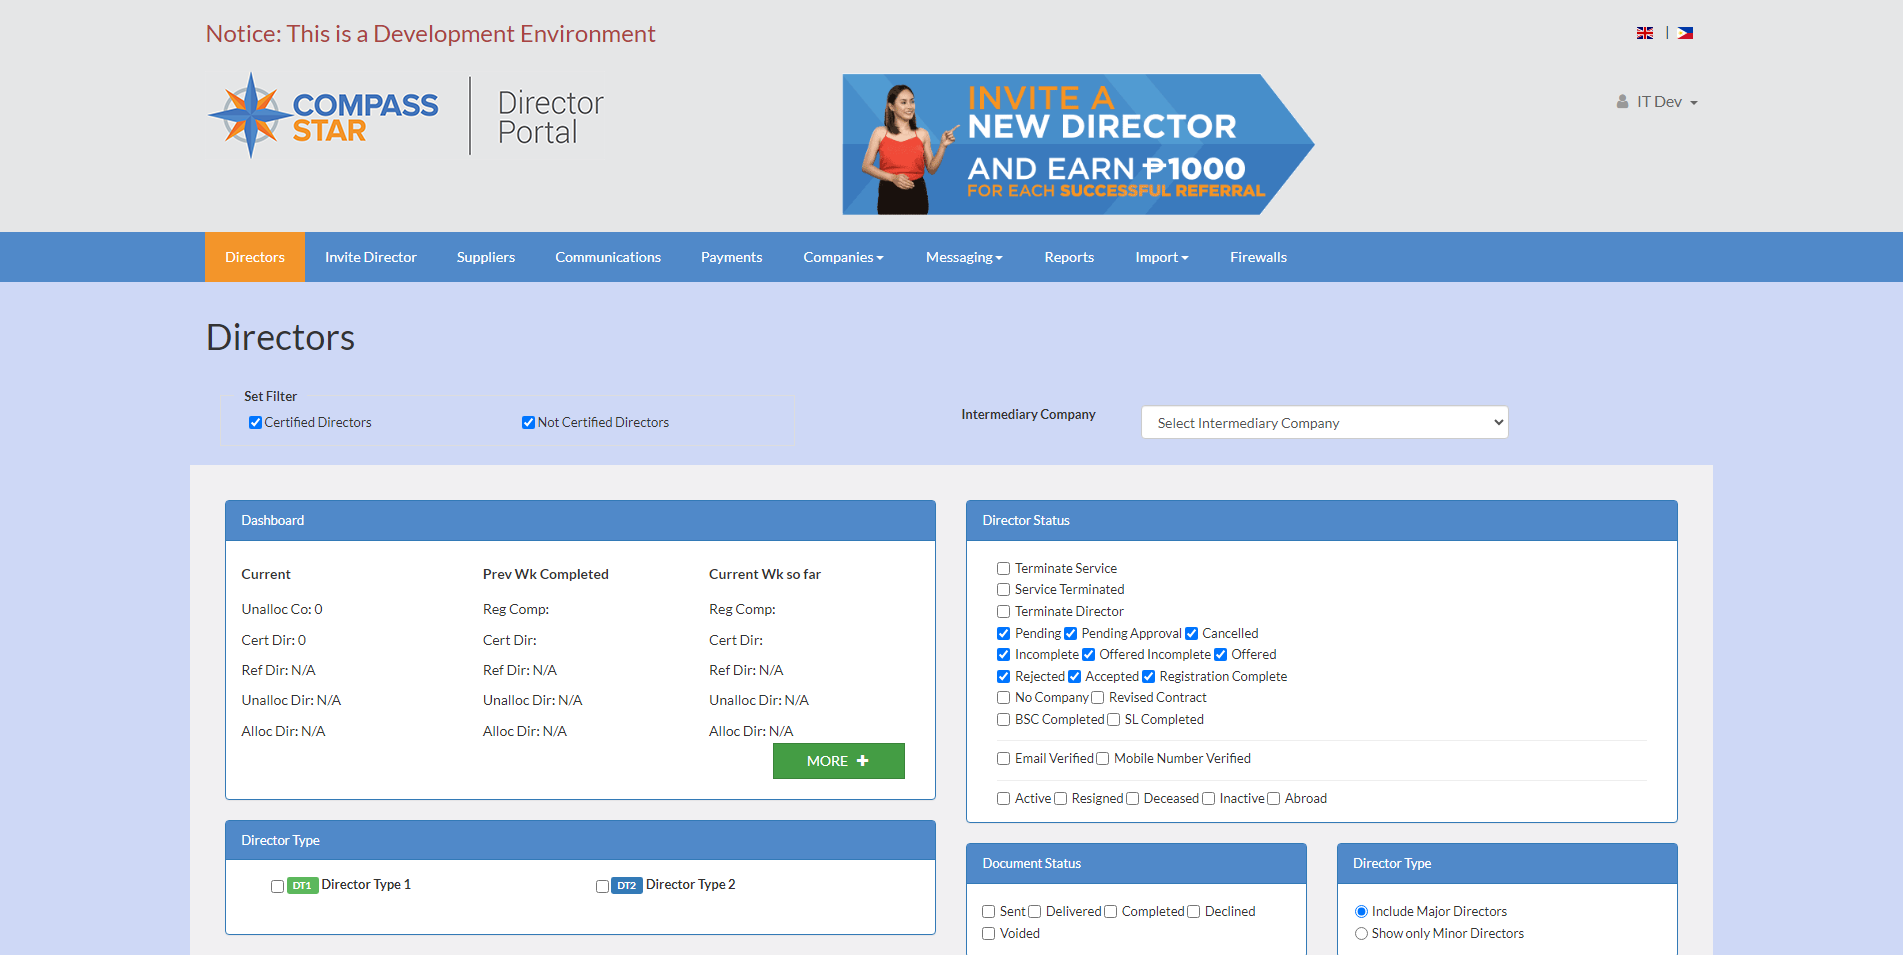 Notice: This is a Development Environment
|
COMPASS
STAR
Director
Portal
INVITE A
NEW DIRECTOR
AND EARN ₱1000
FOR EACH SUCCESSFUL REFERRAL
IT Dev
Directors Invite Director Suppliers Communications Payments Companies Messaging Reports Import Firewalls
Directors
Set Filter
Certified Directors Not Certified Directors
Intermediary Company Select Intermediary Company
Dashboard
Current Prev Wk Completed Current Wk so far
Unalloc Co: 0 Reg Comp: Reg Comp:
Cert Dir: 0 Cert Dir: Cert Dir:
Ref Dir: N/A Ref Dir: N/A Ref Dir: N/A
Unalloc Dir: N/A Unalloc Dir: N/A Unalloc Dir: N/A
Alloc Dir: N/A Alloc Dir: N/A Alloc Dir: N/A
MORE +
Director Type
DT1 Director Type 1 DT2 Director Type 2
Director Status
Terminate Service
Service Terminated
Terminate Director
Pending Pending Approval Cancelled
Incomplete Offered Incomplete Offered
Rejected Accepted Registration Complete
No Company Revised Contract
BSC Completed SL Completed
Email Verified Mobile Number Verified
Active Resigned Deceased Inactive Abroad
Document Status
Sent Delivered Completed Declined
Voided
Director Type
Include Major Directors
Show only Minor Directors